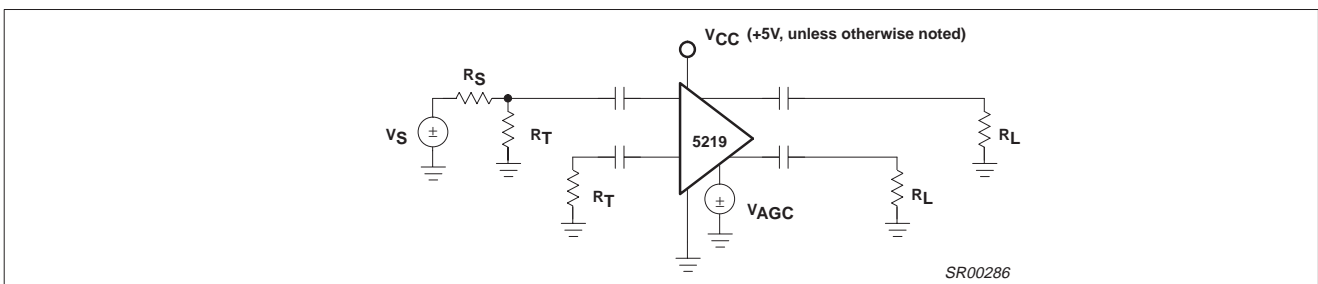 VCC (+5V, unless otherwise noted)
RS
VS
±
RT
5219
RL
RT
±
VAGC
RL
SR00286